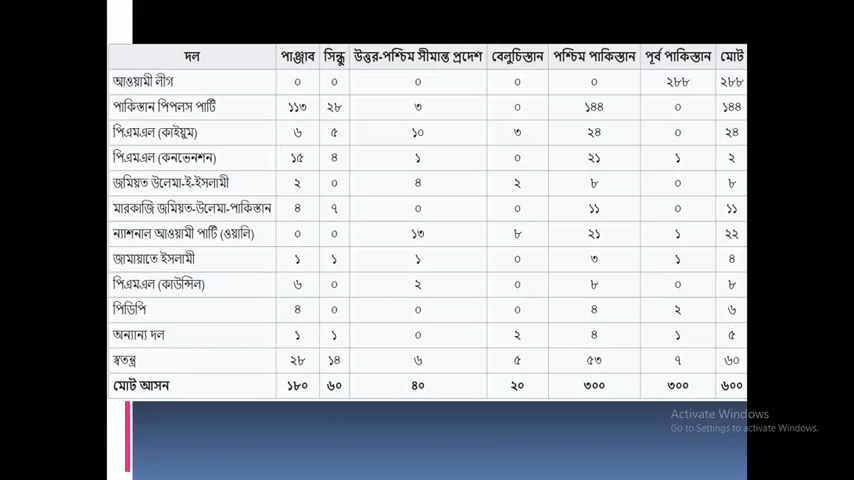 দল পাঞ্জাব সিন্ধু উত্তর-পশ্চিম সীমান্ত প্রদেশ বেলুচিস্তান পশ্চিম পাকিস্তান পূর্ব পাকিস্তান মোট
আওয়ামী লীগ ০ ০ ০ ০ ০ ২৮৮ ২৮৮
পাকিস্তান পিপলস পার্টি ১১৩ ২৮ ৩ ০ ১৪৪ ০ ১৪৪
পিএমএল (কাইয়ুম) ৬ ৫ ১০ ৩ ২৪ ০ ২৪
পিএমএল (কনভেনশন) ১৫ ৪ ১ ০ ২১ ১ ২
জমিয়ত উলেমা-ই-ইসলামী ২ ০ ৪ ২ ৮ ০ ৮
মারকাজি জমিয়ত-উলেমা-পাকিস্তান ৪ ৭ ০ ০ ১১ ০ ১১
ন্যাশনাল আওয়ামী পার্টি (ওয়ালি) ০ ০ ১৩ ৮ ২১ ১ ২২
জামায়াতে ইসলামী ১ ১ ১ ০ ৩ ১ ৪
পিএমএল (কাউন্সিল) ৬ ০ ২ ০ ৮ ০ ৮
পিডিপি ৪ ০ ০ ০ ৪ ২ ৬
অন্যান্য দল ১ ১ ০ ২ ৪ ১ ৫
স্বতন্ত্র ২৮ ১৪ ৬ ৫ ৫৩ ৭ ৬০
মোট আসন ১৮০ ৬০ ৪০ ২০ ৩০০ ৩০০ ৬০০
Activate Windows
Go to Settings to activate Windows.